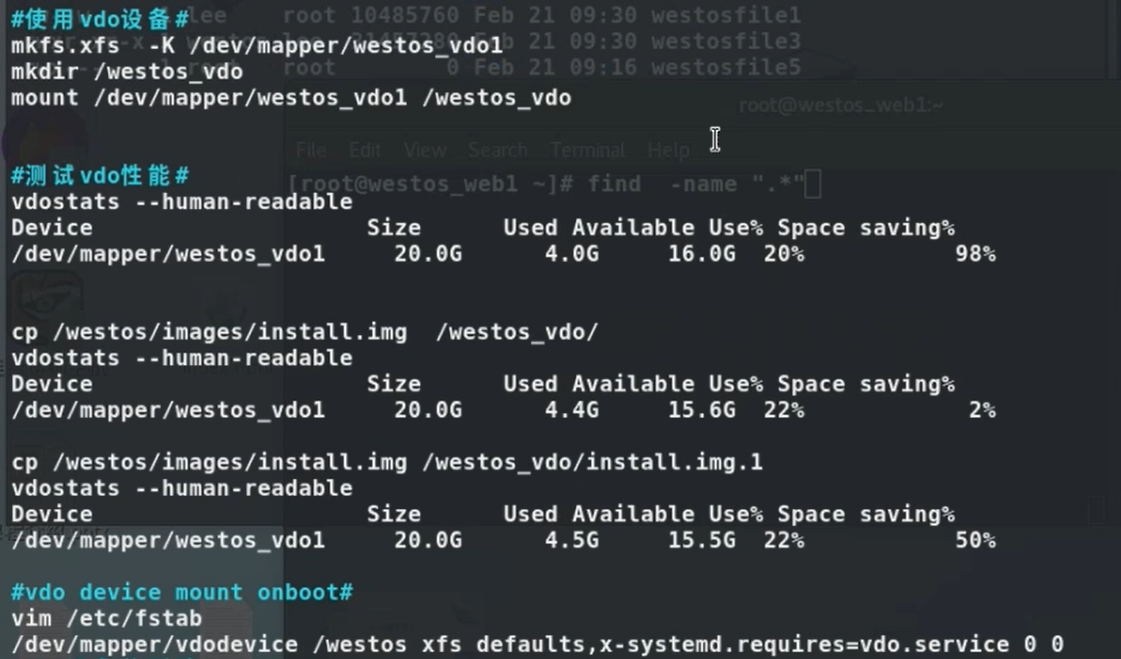 lee root 10485760 Feb 21 09:30 westosfile1
#使用vdo设备#
root 31457280 Feb 21 09:30 westosfile3
mkfs.xfs -K /dev/mapper/westos_vdo1
root 0 Feb 21 09:16 westosfile5
mkdir /westos_vdo
mount /dev/mapper/westos_vdo1 /westos_vdo
root@westos_web1:~
File Edit View Search Terminal Help
#测试vdo性能#
[root@westos_web1 ~]# find -name ".*"
vdostats --human-readable
Device Size Used Available Use% Space saving%
/dev/mapper/westos_vdo1 20.0G 4.0G 16.0G 20% 98%
cp /westos/images/install.img /westos_vdo/
vdostats --human-readable
Device Size Used Available Use% Space saving%
/dev/mapper/westos_vdo1 20.0G 4.4G 15.6G 22% 2%
cp /westos/images/install.img /westos_vdo/install.img.1
vdostats --human-readable
Device Size Used Available Use% Space saving%
/dev/mapper/westos_vdo1 20.0G 4.5G 15.5G 22% 50%
#vdo device mount onboot#
vim /etc/fstab
/dev/mapper/vdodevice /westos xfs defaults,x-systemd.requires=vdo.service 0 0